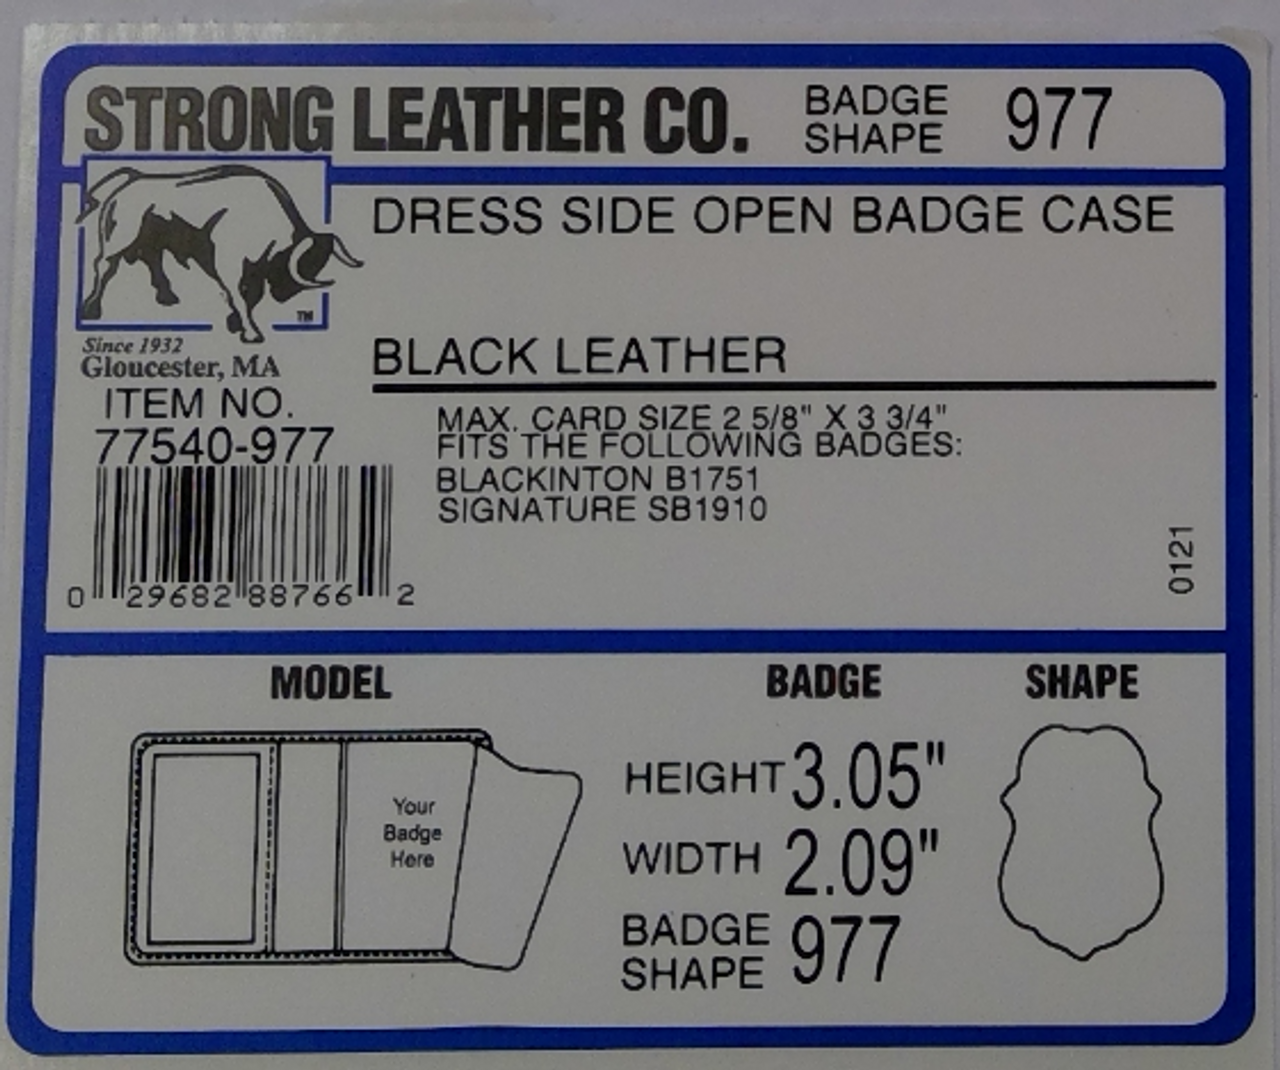 STRONG LEATHER CO.
BADGE SHAPE 977
DRESS SIDE OPEN BADGE CASE
TM
Since 1932
Gloucester, MA
BLACK LEATHER
ITEM NO.
77540-977
MAX. CARD SIZE 2 5/8" X 3 3/4"
FITS THE FOLLOWING BADGES:
BLACKINTON B1751
SIGNATURE SB1910
0 29682 88766 2
0121
MODEL
Your
Badge
Here
BADGE
HEIGHT 3.05"
WIDTH 2.09"
BADGE SHAPE 977
SHAPE